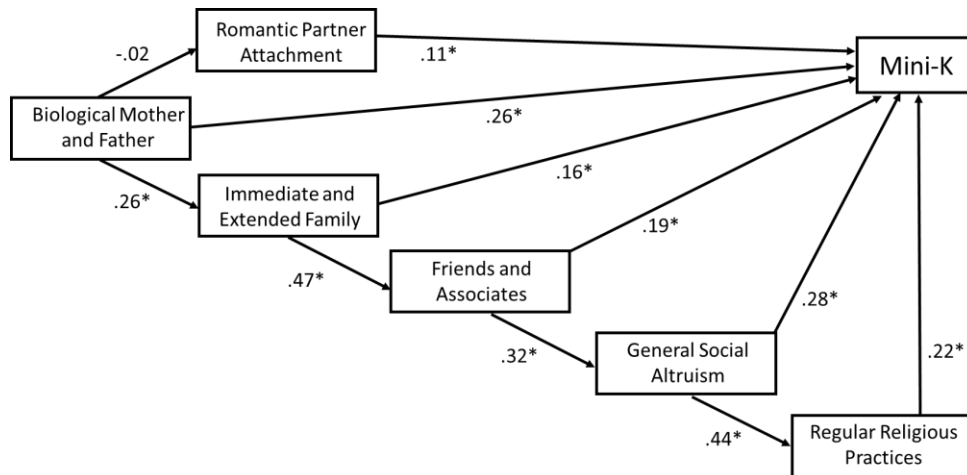 Romantic Partner
Attachment
-.02
.11*
Mini-K
Biological Mother
and Father
.26*
.26*
Immediate and
Extended Family
.16*
.47*
Friends and
Associates
.19*
.32*
General Social
Altruism
.28*
.44*
Regular Religious
Practices
.22*